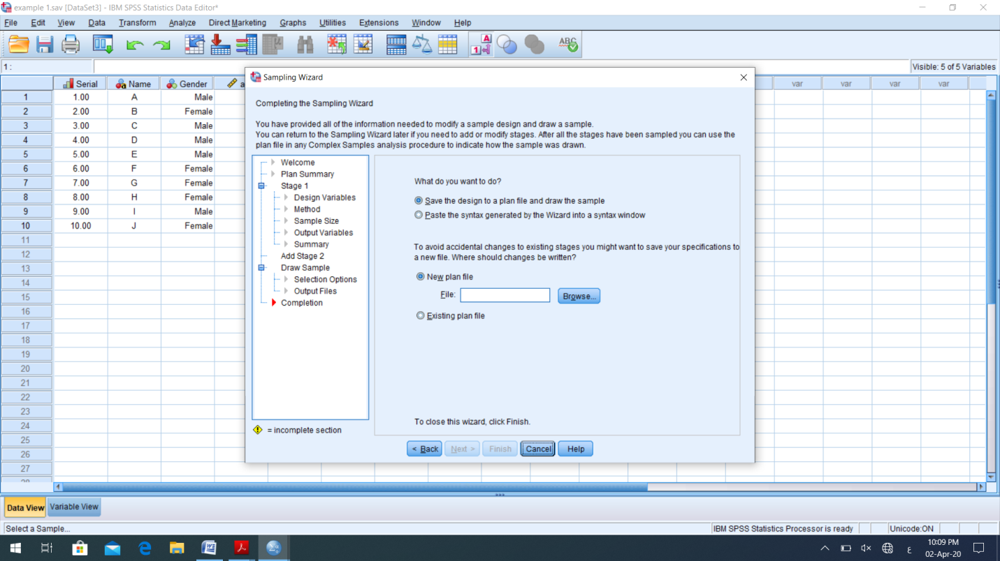 example 1.sav [DataSet3] - IBM SPSS Statistics Data Editor*
File Edit View Data Transform Analyze Direct Marketing Graphs Utilities Extensions Window Help
1 :
Visible: 5 of 5 Variables
Serial Name Gender a var var var var
1 1.00 A Male
2 2.00 B Female
3 3.00 C Male
4 4.00 D Male
5 5.00 E Male
6 6.00 F Female
7 7.00 G Female
8 8.00 H Female
9 9.00 I Male
10 10.00 J Female
11
12
13
14
15
16
17
18
19
20
21
22
23
24
25
26
27
28
Sampling Wizard
Completing the Sampling Wizard
You have provided all of the information needed to modify a sample design and draw a sample.
You can return to the Sampling Wizard later if you need to add or modify stages. After all the stages have been sampled you can use the
plan file in any Complex Samples analysis procedure to indicate how the sample was drawn.
Welcome
Plan Summary
Stage 1
Design Variables
Method
Sample Size
Output Variables
Summary
Add Stage 2
Draw Sample
Selection Options
Output Files
Completion
= incomplete section
What do you want to do?
Save the design to a plan file and draw the sample
Paste the syntax generated by the Wizard into a syntax window
To avoid accidental changes to existing stages you might want to save your specifications to
a new file. Where should changes be written?
New plan file
File: Browse...
Existing plan file
To close this wizard, click Finish.
< Back Next > Finish Cancel Help
Data View Variable View
Select a Sample...
IBM SPSS Statistics Processor is ready Unicode:ON
ع
10:09 PM
02-Apr-20